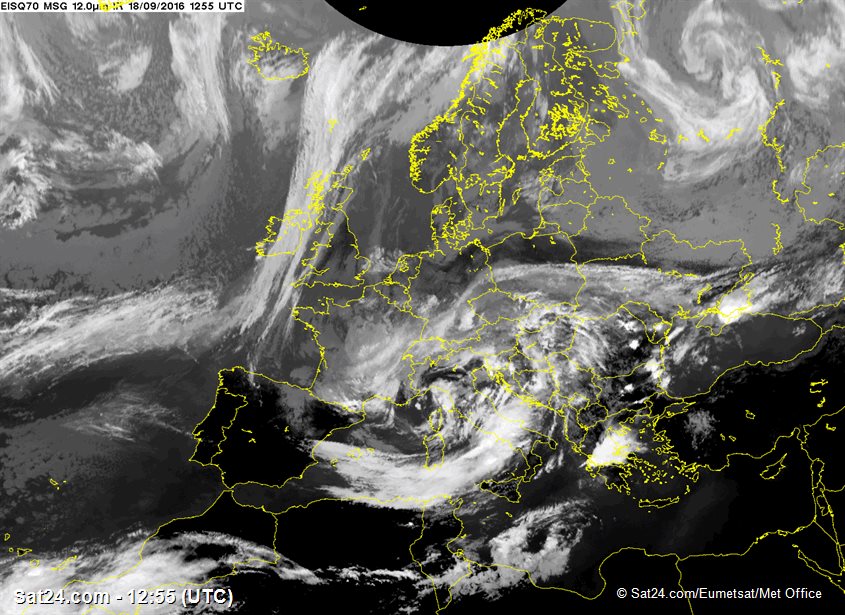 EISQ70 MSG 12.0µm IR 18/09/2016 1255 UTC
Sat24.com - 12:55 (UTC)
© Sat24.com/Eumetsat/Met Office